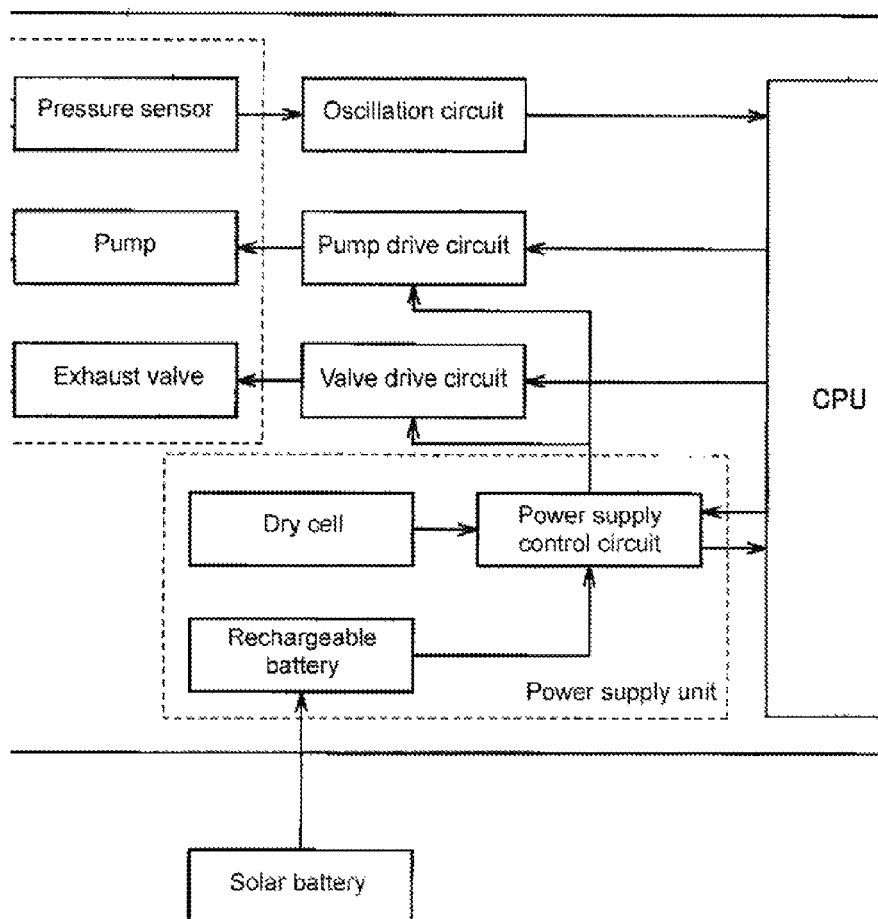 Pressure sensor
Oscillation circuit
Pump
Pump drive circuit
Exhaust valve
Valve drive circuit
CPU
Dry cell
Power supply
control circuit
Rechargeable
battery
Power supply unit
Solar battery